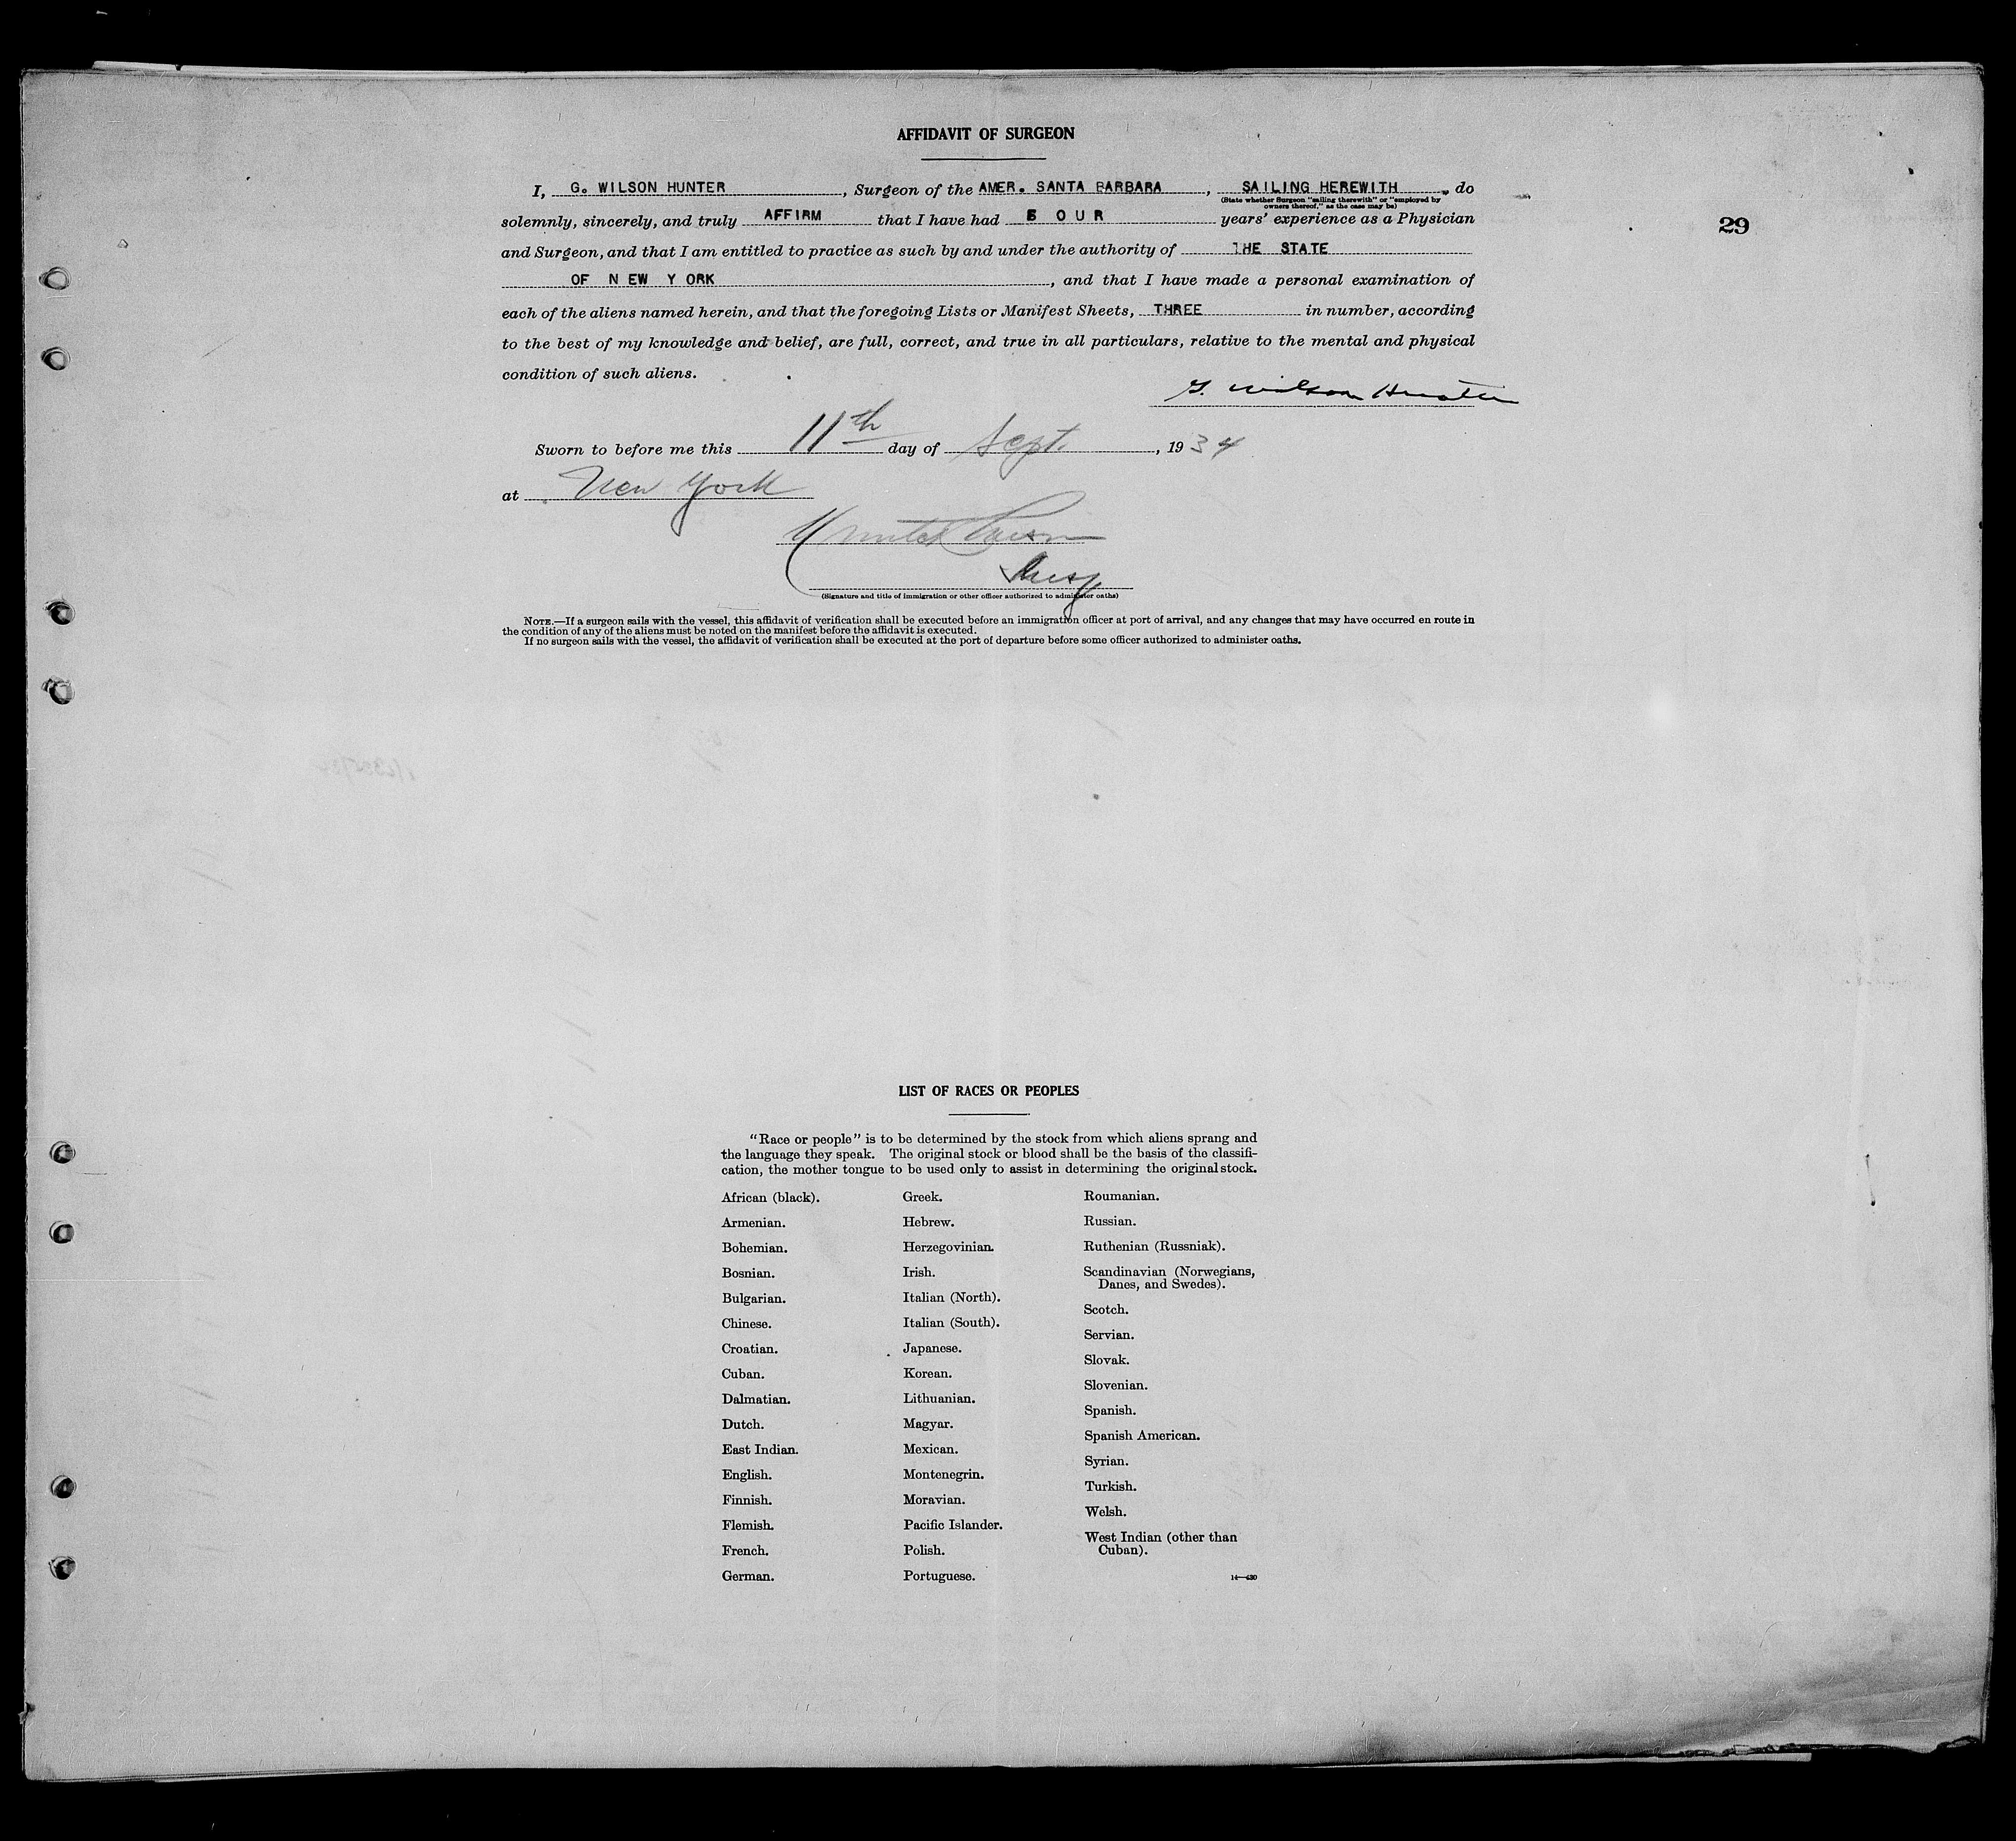 AFFIDAVIT OF SURGEON
I, G. WILSON HUNTER, Surgeon of the AMER. SANTA BARBARA, SAILING HEREWITH, do
(State whether Surgeon "sailing therewith" or "employed by
owners thereof," as the case may be)
solemnly, sincerely, and truly AFFIRM that I have had FOUR years' experience as a Physician
29
and Surgeon, and that I am entitled to practice as such by and under the authority of THE STATE
OF NEW YORK, and that I have made a personal examination of
each of the aliens named herein, and that the foregoing Lists or Manifest Sheets, THREE in number, according
to the best of my knowledge and belief, are full, correct, and true in all particulars, relative to the mental and physical
condition of such aliens.
G. Wilson Hunter
Sworn to before me this 11th day of Sept., 1934
at New York
Insp
(Signature and title of immigration or other officer authorized to administer oaths)
NOTE.—If a surgeon sails with the vessel, this affidavit of verification shall be executed before an immigration officer at port of arrival, and any changes that may have occurred en route in
the condition of any of the aliens must be noted on the manifest before the affidavit is executed.
If no surgeon sails with the vessel, the affidavit of verification shall be executed at the port of departure before some officer authorized to administer oaths.
LIST OF RACES OR PEOPLES
"Race or people" is to be determined by the stock from which aliens sprang and
the language they speak. The original stock or blood shall be the basis of the classifi-
cation, the mother tongue to be used only to assist in determining the original stock.
African (black).
Armenian.
Bohemian.
Bosnian.
Bulgarian.
Chinese.
Croatian.
Cuban.
Dalmatian.
Dutch.
East Indian.
English.
Finnish.
Flemish.
French.
German.
Greek.
Hebrew.
Herzegovinian.
Irish.
Italian (North).
Italian (South).
Japanese.
Korean.
Lithuanian.
Magyar.
Mexican.
Montenegrin.
Moravian.
Pacific Islander.
Polish.
Portuguese.
Roumanian.
Russian.
Ruthenian (Russniak).
Scandinavian (Norwegians,
Danes, and Swedes).
Scotch.
Servian.
Slovak.
Slovenian.
Spanish.
Spanish American.
Syrian.
Turkish.
Welsh.
West Indian (other than
Cuban).